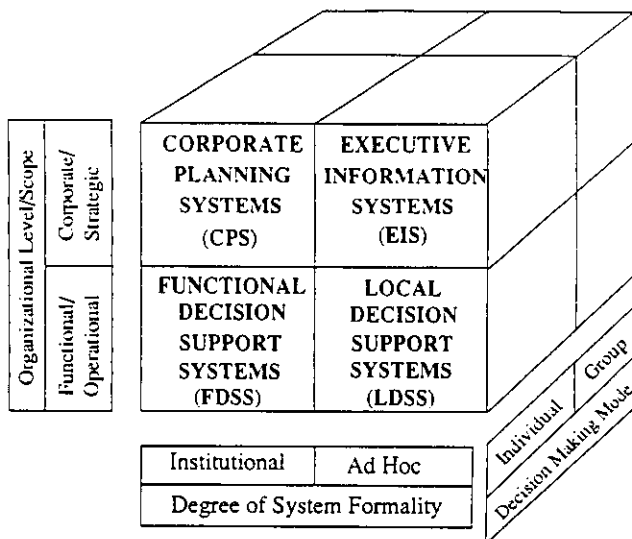 Organizational Level/Scope
Corporate/
Strategic
Functional/
Operational
CORPORATE
PLANNING
SYSTEMS
(CPS)
EXECUTIVE
INFORMATION
SYSTEMS
(EIS)
FUNCTIONAL
DECISION
SUPPORT
SYSTEMS
(FDSS)
LOCAL
DECISION
SUPPORT
SYSTEMS
(LDSS)
Institutional
Ad Hoc
Degree of System Formality
Individual
Group
Decision Making Mode